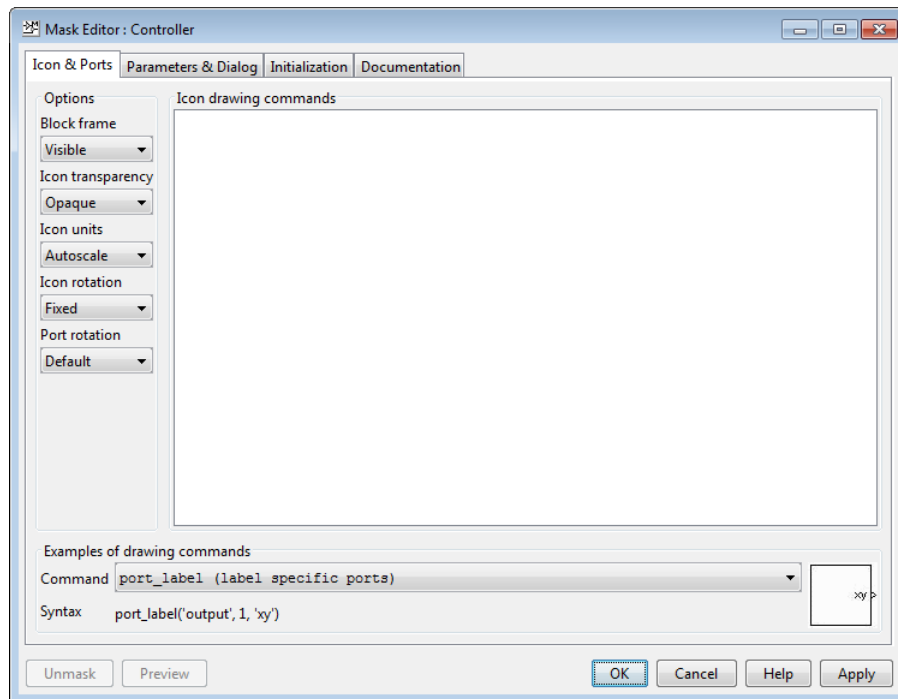 Mask Editor : Controller
Icon & Ports Parameters & Dialog Initialization Documentation
Options
Icon drawing commands
Block frame
Visible
Icon transparency
Opaque
Icon units
Autoscale
Icon rotation
Fixed
Port rotation
Default
Examples of drawing commands
Command port_label (label specific ports)
Syntax port_label('output', 1, 'xy')
xy >
Unmask Preview OK Cancel Help Apply